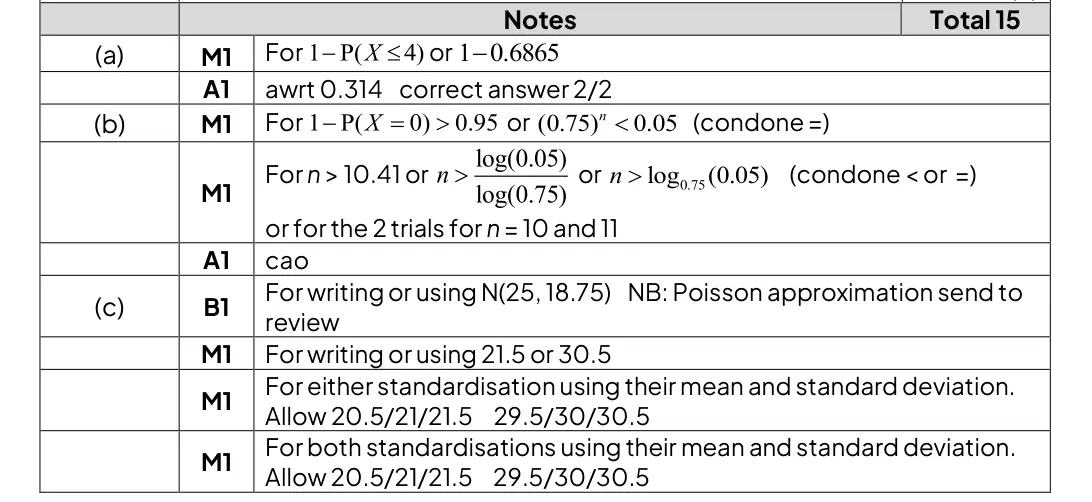 Notes Total 15
(a) M1 For 1−P(X ≤4) or 1−0.6865
A1 awrt 0.314 correct answer 2/2
(b) M1 For 1−P(X = 0) > 0.95 or (0.75)^n < 0.05 (condone =)
M1 For n > 10.41 or n > log(0.05)/log(0.75) or n > log_0.75(0.05) (condone < or =)
or for the 2 trials for n = 10 and 11
A1 cao
(c) B1 For writing or using N(25, 18.75) NB: Poisson approximation send to
review
M1 For writing or using 21.5 or 30.5
M1 For either standardisation using their mean and standard deviation.
Allow 20.5/21/21.5 29.5/30/30.5
M1 For both standardisations using their mean and standard deviation.
Allow 20.5/21/21.5 29.5/30/30.5